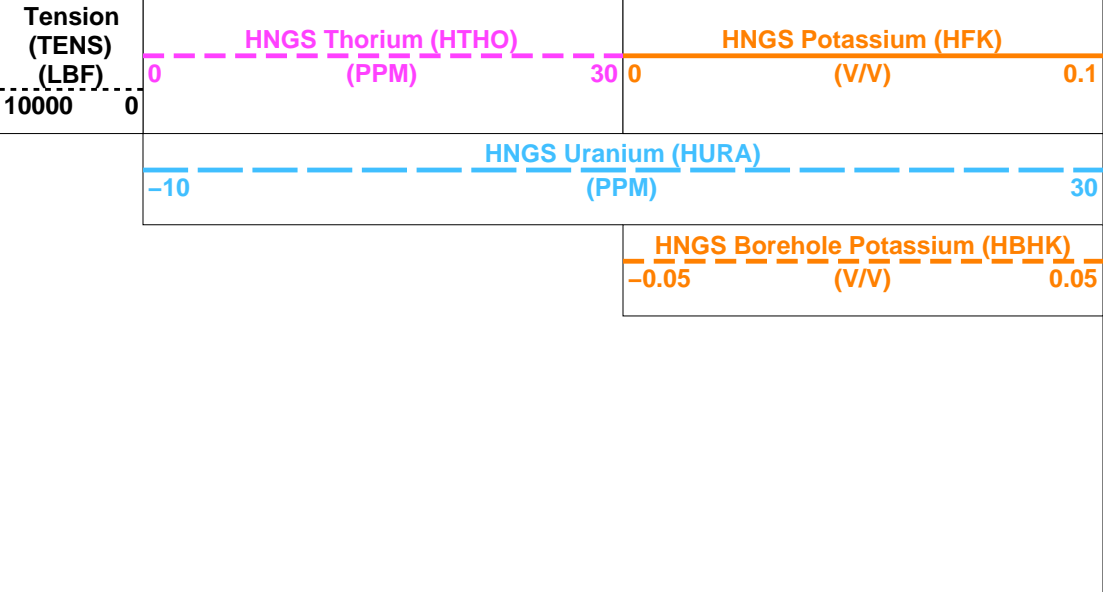 Tension
(TENS)
(LBF)
10000 0
HNGS Thorium (HTHO)
0 (PPM) 30
HNGS Potassium (HFK)
0 (V/V) 0.1
HNGS Uranium (HURA)
−10 (PPM) 30
HNGS Borehole Potassium (HBHK)
−0.05 (V/V) 0.05